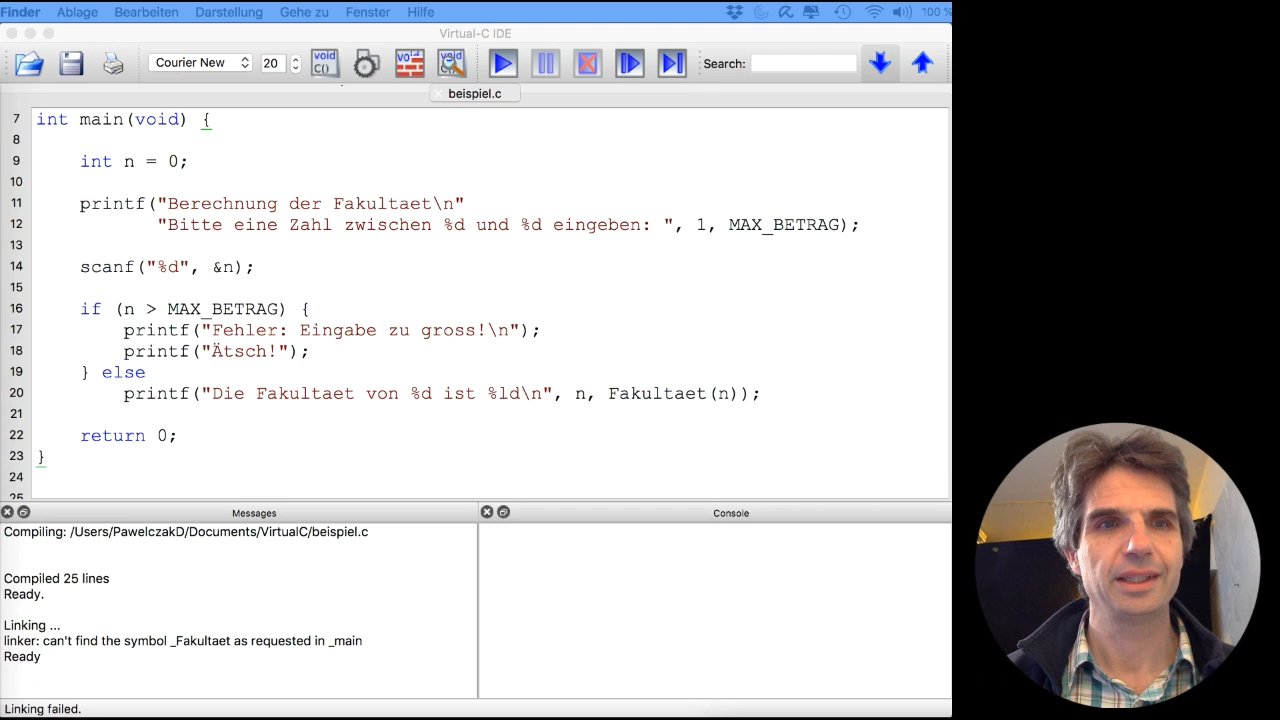 Finder Ablage Bearbeiten Darstellung Gehe zu Fenster Hilfe 100 %
Virtual-C IDE
Courier New 20 void C() void C() Search:
beispiel.c
7 int main(void) {
8
9 int n = 0;
10
11 printf("Berechnung der Fakultaet\n"
12 "Bitte eine Zahl zwischen %d und %d eingeben: ", 1, MAX_BETRAG);
13
14 scanf("%d", &n);
15
16 if (n > MAX_BETRAG) {
17 printf("Fehler: Eingabe zu gross!\n");
18 printf("Ätsch!");
19 } else
20 printf("Die Fakultaet von %d ist %ld\n", n, Fakultaet(n));
21
22 return 0;
23 }
24
25
Messages
Compiling: /Users/PawelczakD/Documents/VirtualC/beispiel.c
Compiled 25 lines
Ready.
Linking ...
linker: can't find the symbol _Fakultaet as requested in _main
Ready
Console
Linking failed.